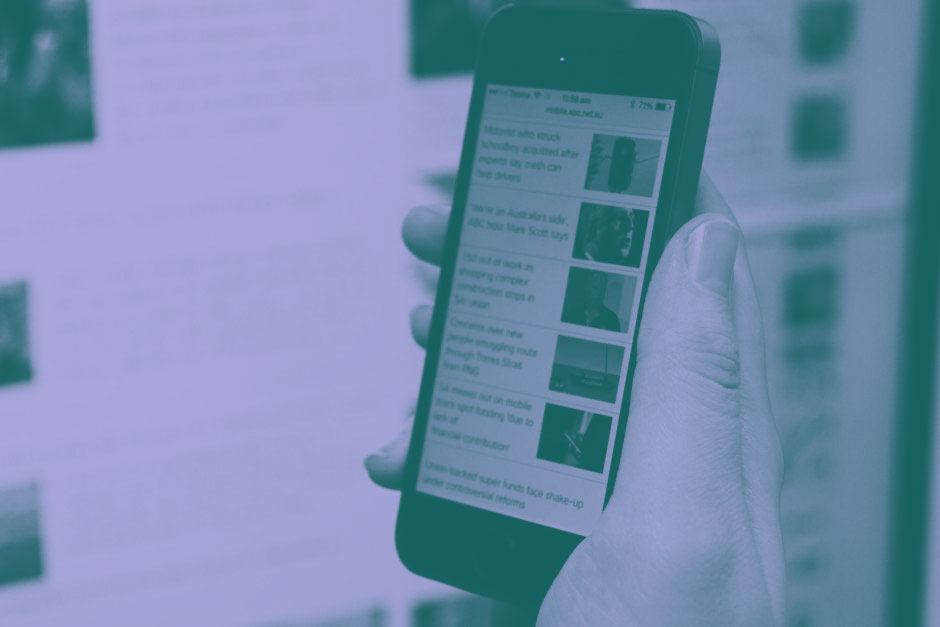 Telstra 11:58 am 71%
mobile.abc.net.au
Motorist who struck
schoolboy acquitted after
experts say meth can
help drivers
'We're on Australia's side',
ABC boss Mark Scott says
150 out of work as
shopping complex
construction stops in
SA: union
Concerns over new
people smuggling route
through Torres Strait
from PNG
SA misses out on mobile
black spot funding 'due to
lack of
financial contribution'
Union-backed super funds face shake-up
under controversial reforms